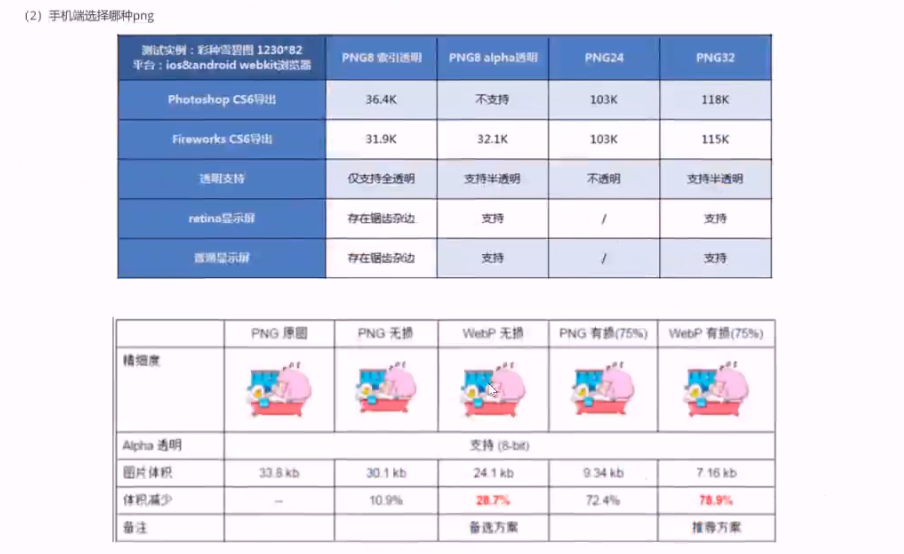 （2）手机端选择哪种png
测试实例：彩种雪碧图 1230*82
平台：ios&android webkit浏览器
PNG8 索引透明 PNG8 alpha透明 PNG24 PNG32
Photoshop CS6导出 36.4K 不支持 103K 118K
Fireworks CS6导出 31.9K 32.1K 103K 115K
透明支持 仅支持全透明 支持半透明 不透明 支持半透明
retina显示屏 存在锯齿杂边 支持 / 支持
普通显示屏 存在锯齿杂边 支持 / 支持
PNG 原图 PNG 无损 WebP 无损 PNG 有损(75%) WebP 有损(75%)
精细度
Alpha 透明 支持 (8-bit)
图片体积 33.8 kb 30.1 kb 24.1 kb 9.34 kb 7.16 kb
体积减少 -- 10.9% 28.7% 72.4% 78.9%
备注 备选方案 推荐方案